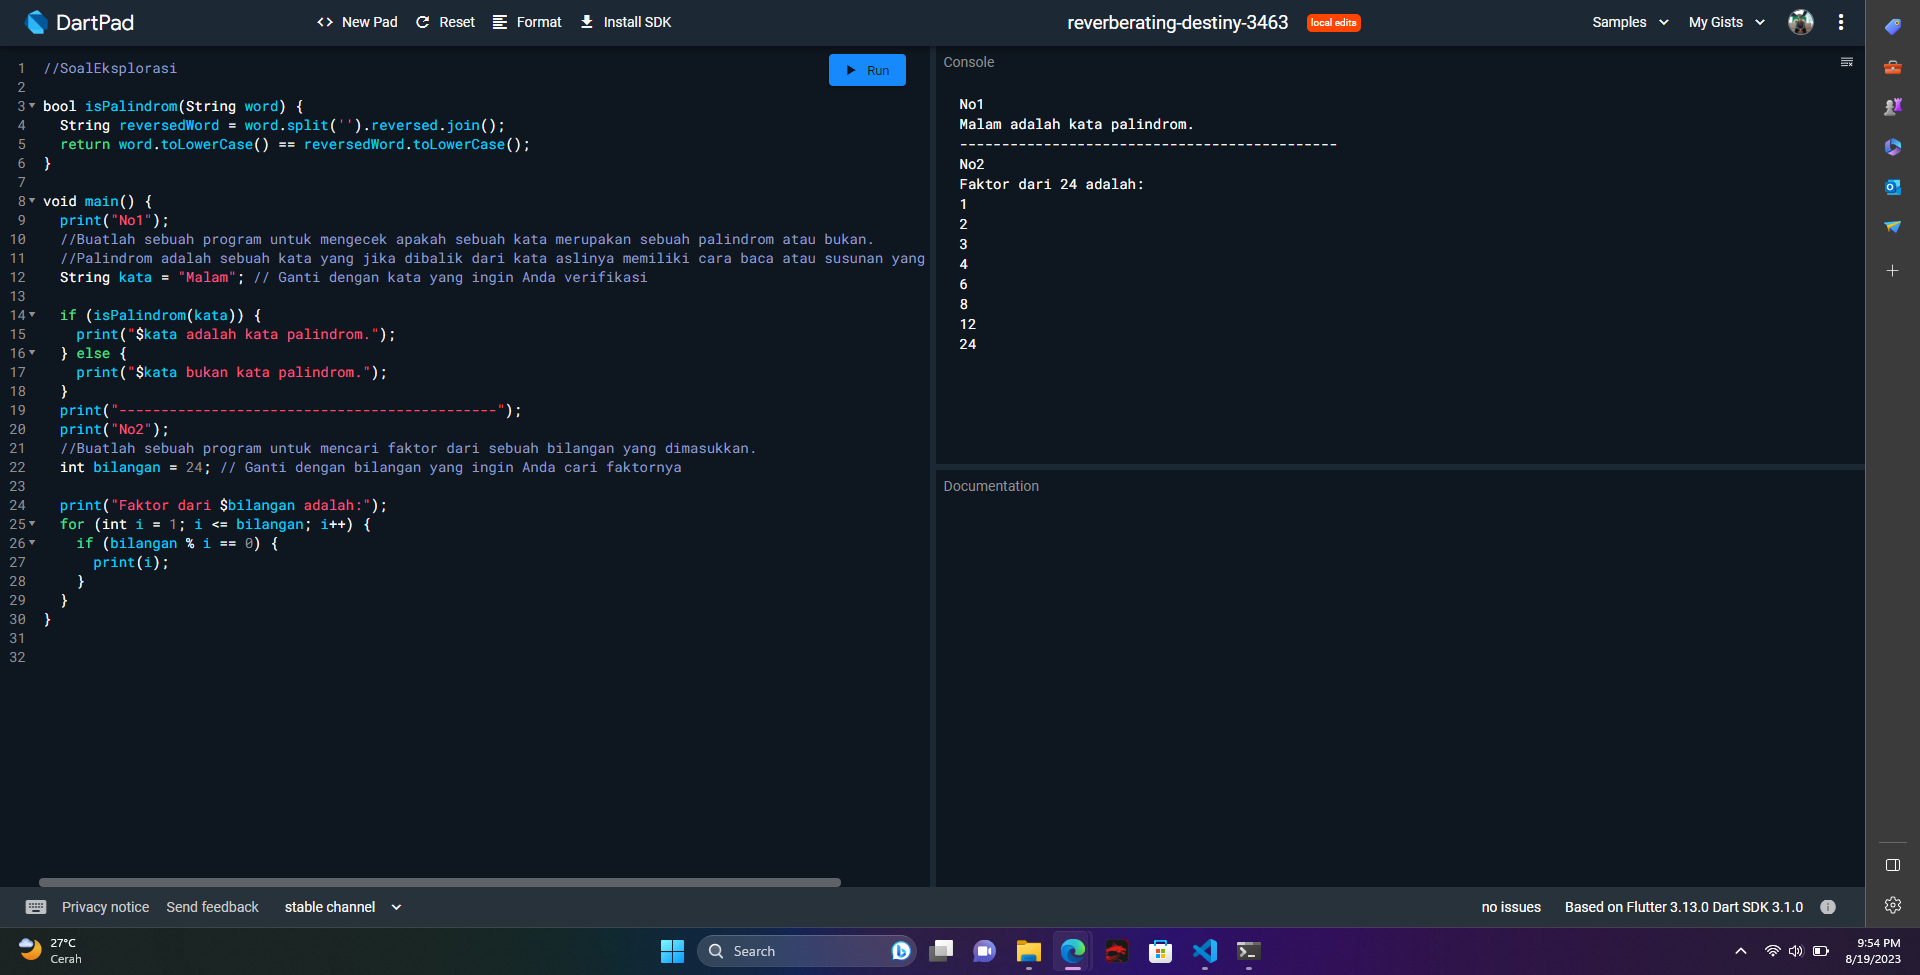 DartPad
New Pad
Reset
Format
Install SDK
reverberating-destiny-3463
local edits
Samples
My Gists
Run
1 //SoalEksplorasi
2
3 bool isPalindrom(String word) {
4 String reversedWord = word.split('').reversed.join();
5 return word.toLowerCase() == reversedWord.toLowerCase();
6 }
7
8 void main() {
9 print("No1");
10 //Buatlah sebuah program untuk mengecek apakah sebuah kata merupakan sebuah palindrom atau bukan.
11 //Palindrom adalah sebuah kata yang jika dibalik dari kata aslinya memiliki cara baca atau susunan yang
12 String kata = "Malam"; // Ganti dengan kata yang ingin Anda verifikasi
13
14 if (isPalindrom(kata)) {
15 print("$kata adalah kata palindrom.");
16 } else {
17 print("$kata bukan kata palindrom.");
18 }
19 print("---------------------------------------------");
20 print("No2");
21 //Buatlah sebuah program untuk mencari faktor dari sebuah bilangan yang dimasukkan.
22 int bilangan = 24; // Ganti dengan bilangan yang ingin Anda cari faktornya
23
24 print("Faktor dari $bilangan adalah:");
25 for (int i = 1; i <= bilangan; i++) {
26 if (bilangan % i == 0) {
27 print(i);
28 }
29 }
30 }
31
32
Console
No1
Malam adalah kata palindrom.
---------------------------------------------
No2
Faktor dari 24 adalah:
1
2
3
4
6
8
12
24
Documentation
Privacy notice
Send feedback
stable channel
no issues
Based on Flutter 3.13.0 Dart SDK 3.1.0
27°C
Cerah
Search
9:54 PM
8/19/2023